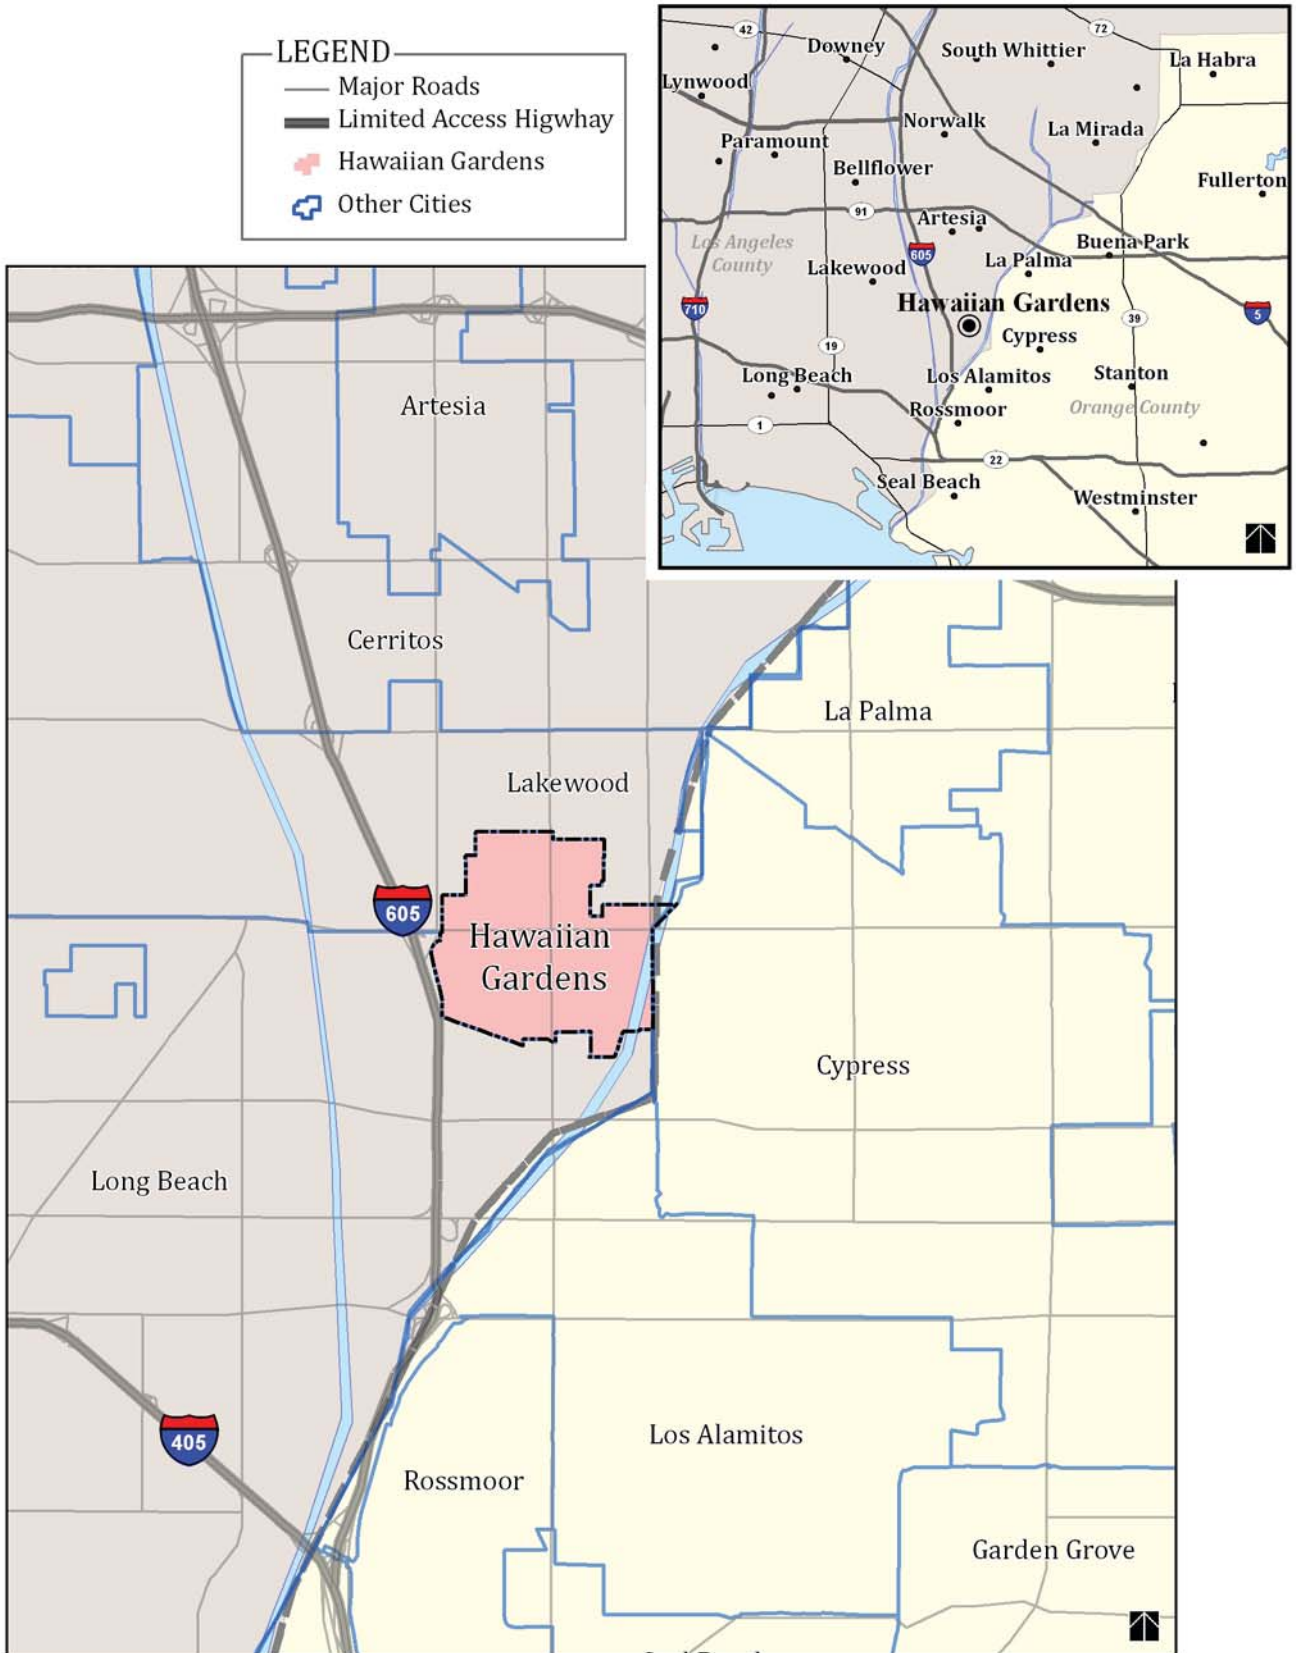 LEGEND
Major Roads
Limited Access Higwhay
Hawaiian Gardens
Other Cities
42
72
Downey
South Whittier
La Habra
Lynwood
Norwalk
La Mirada
Paramount
Bellflower
Fullerton
91
Artesia
Los Angeles
County
605
Buena Park
Lakewood
La Palma
Hawaiian Gardens
710
5
39
Cypress
19
Long Beach
Los Alamitos
Stanton
Rossmoor
Orange County
1
22
Seal Beach
Westminster
Artesia
Cerritos
La Palma
Lakewood
605
Hawaiian
Gardens
Cypress
Long Beach
405
Los Alamitos
Rossmoor
Garden Grove